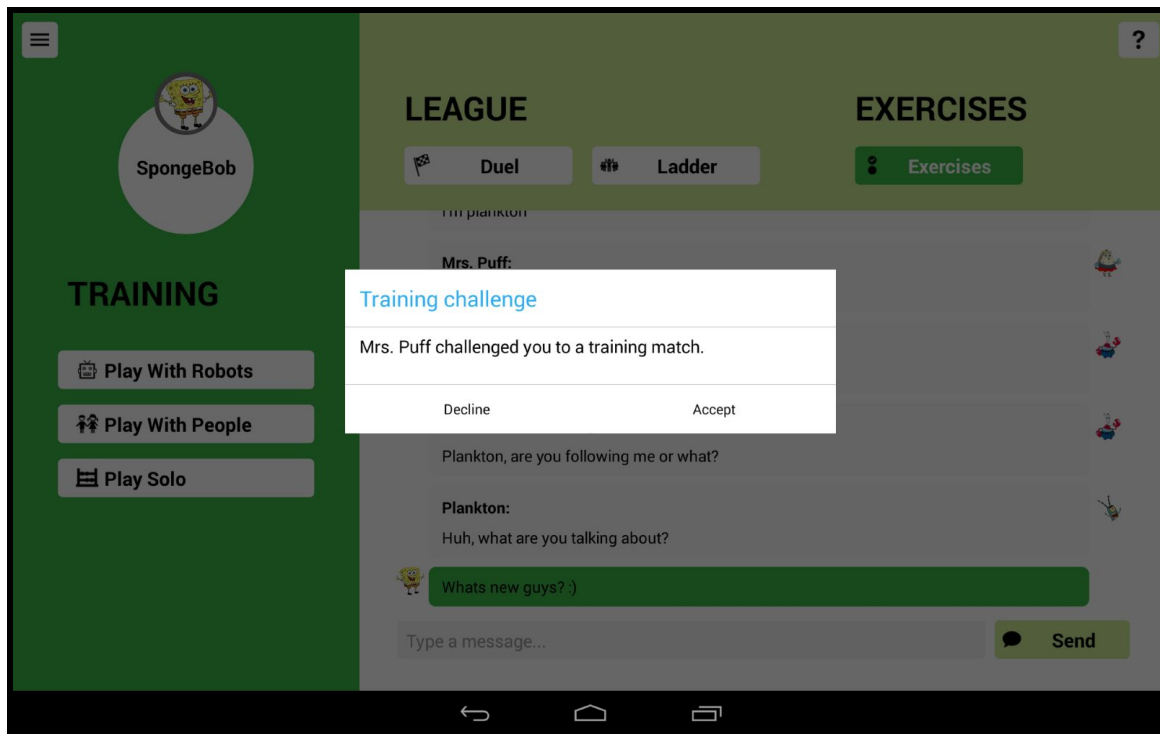 ?
SpongeBob
LEAGUE
EXERCISES
Duel
Ladder
Exercises
TRAINING
Play With Robots
Play With People
Play Solo
I'm plankton
Mrs. Puff:
Training challenge
Mrs. Puff challenged you to a training match.
Decline
Accept
Plankton, are you following me or what?
Plankton:
Huh, what are you talking about?
Whats new guys? :)
Type a message...
Send